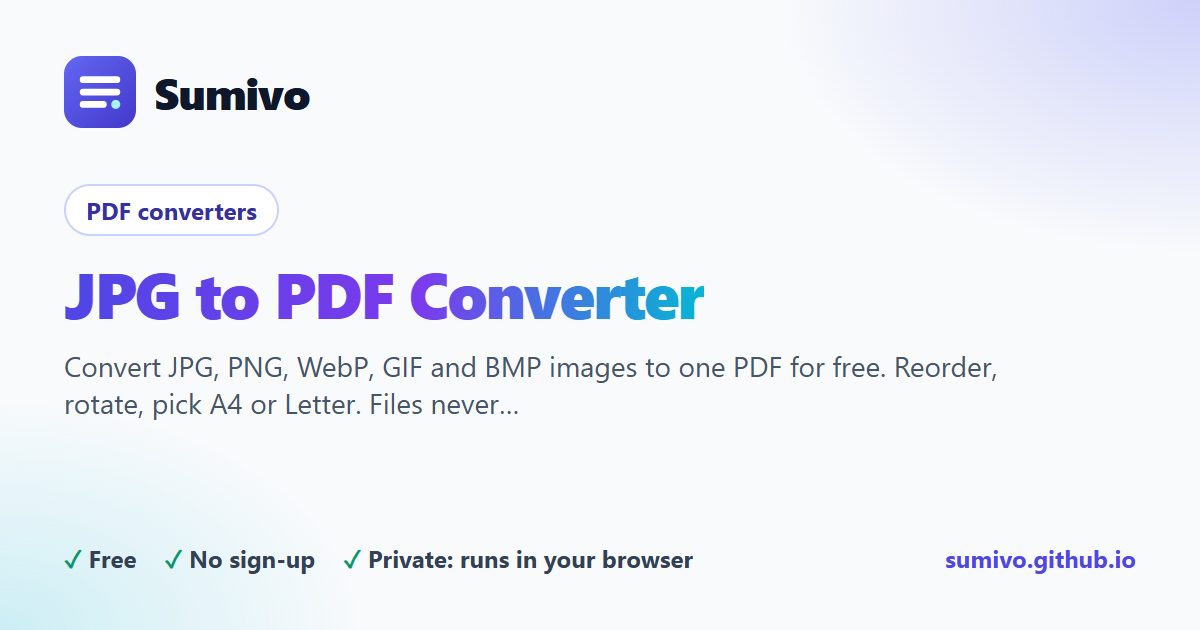 Sumivo
PDF converters
JPG to PDF Converter
Convert JPG, PNG, WebP, GIF and BMP images to one PDF for free. Reorder,
rotate, pick A4 or Letter. Files never...
✓ Free ✓ No sign-up ✓ Private: runs in your browser
sumivo.github.io